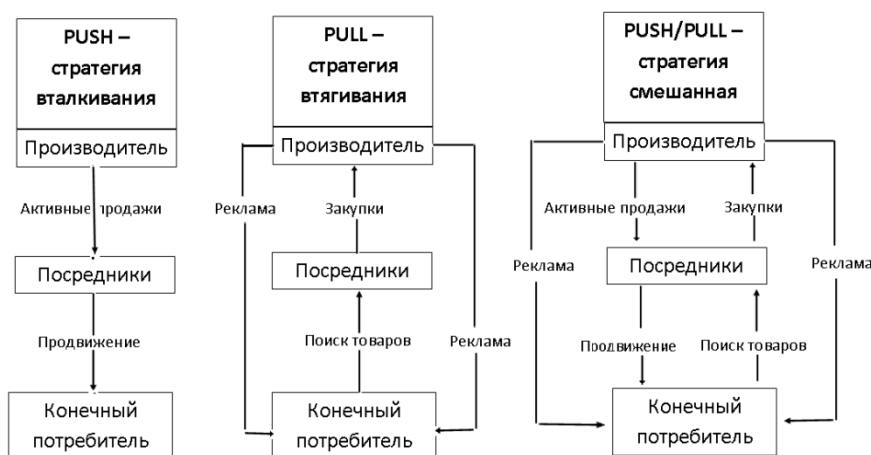 PUSH –
стратегия
вталкивания
Производитель
Активные продажи
Посредники
Продвижение
Конечный
потребитель
PULL –
стратегия
втягивания
Производитель
Реклама
Закупки
Посредники
Поиск товаров
Реклама
Конечный
потребитель
PUSH/PULL –
стратегия
смешанная
Производитель
Активные продажи
Закупки
Реклама
Посредники
Реклама
Продвижение
Поиск товаров
Конечный
потребитель